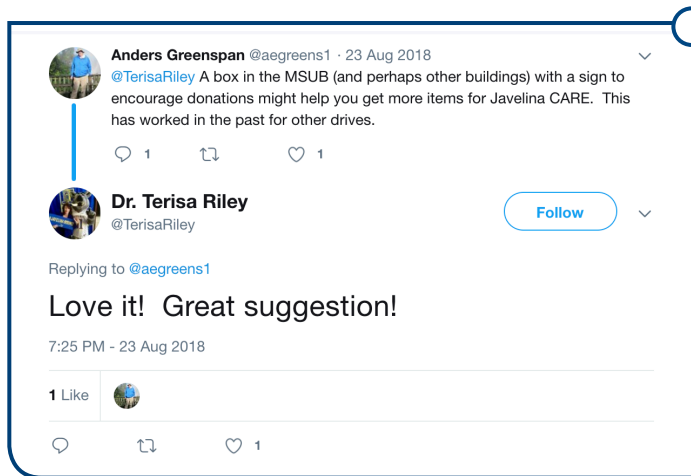 Anders Greenspan @aegreens1 · 23 Aug 2018
@TerisaRiley A box in the MSUB (and perhaps other buildings) with a sign to
encourage donations might help you get more items for Javelina CARE.  This
has worked in the past for other drives.
1 1
Dr. Terisa Riley
@TerisaRiley
Follow
Replying to @aegreens1
Love it!  Great suggestion!
7:25 PM - 23 Aug 2018
1 Like
1